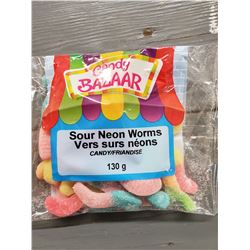 Candy
BAZAAR
Sour Neon Worms
Vers surs néons
CANDY/FRIANDISE
130 g